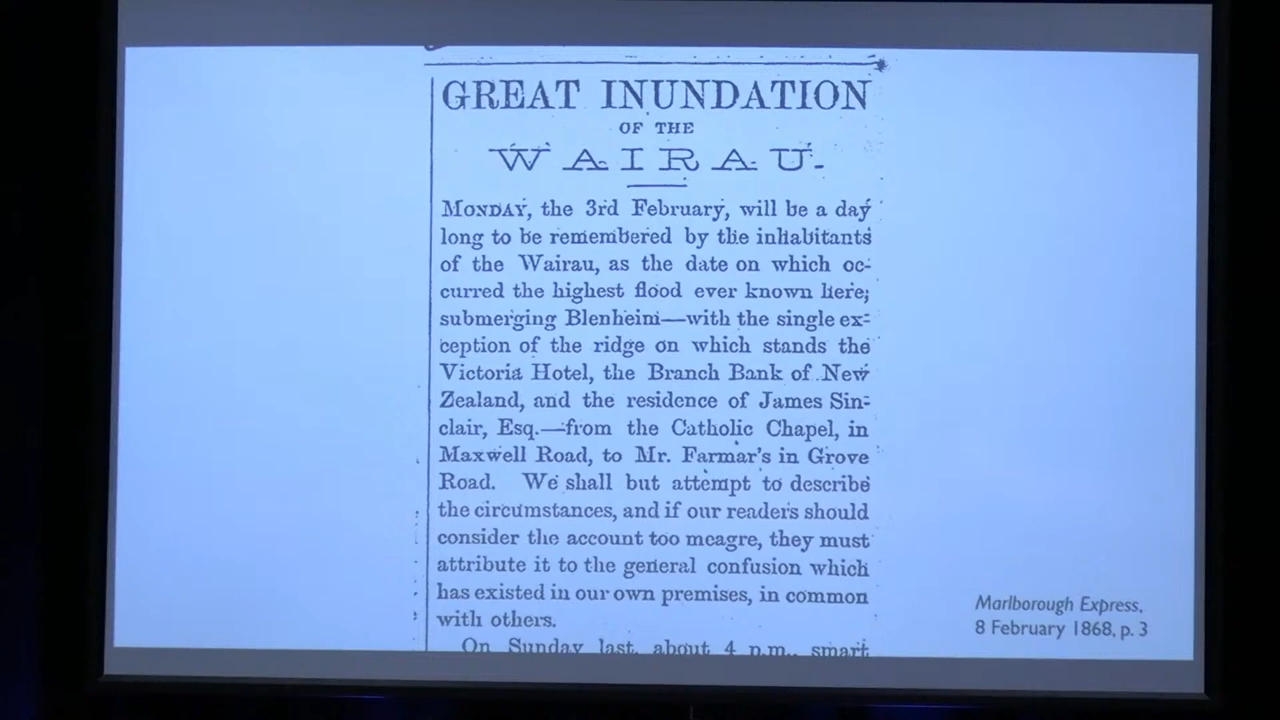 GREAT INUNDATION
OF THE
WAIRAU.
MONDAY, the 3rd February, will be a day
long to be remembered by the inhabitants
of the Wairau, as the date on which oc-
curred the highest flood ever known here;
submerging Blenheim—with the single ex-
ception of the ridge on which stands the
Victoria Hotel, the Branch Bank of New
Zealand, and the residence of James Sin-
clair, Esq.—from the Catholic Chapel, in
Maxwell Road, to Mr. Farmar's in Grove
Road. We shall but attempt to describe
the circumstances, and if our readers should
consider the account too meagre, they must
attribute it to the general confusion which
has existed in our own premises, in common
with others.
On Sunday last, about 4 p.m., smart
Marlborough Express,
8 February 1868, p. 3